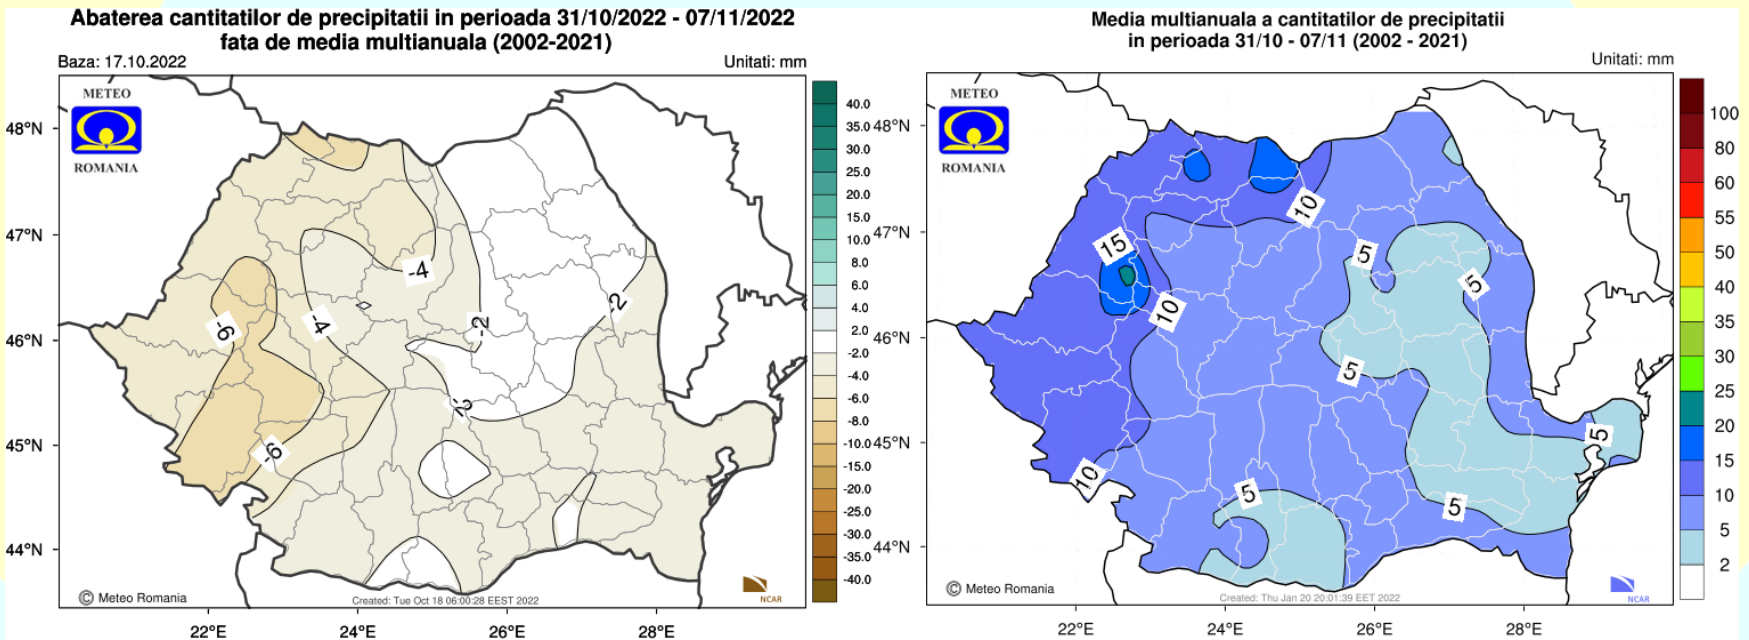 Abaterea cantitatilor de precipitatii in perioada 31/10/2022 - 07/11/2022
fata de media multianuala (2002-2021)
Baza: 17.10.2022
Unitati: mm
METEO
ROMANIA
48°N
47°N
46°N
45°N
44°N
-4
-2
-6
-4
-2
-2
-6
40.0
35.0
30.0
25.0
20.0
15.0
10.0
8.0
6.0
4.0
2.0
-2.0
-4.0
-6.0
-8.0
-10.0
-15.0
-20.0
-25.0
-30.0
-35.0
-40.0
© Meteo Romania
Created: Tue Oct 18 06:00:28 EEST 2022
NCAR
22°E
24°E
26°E
28°E
Media multianuala a cantitatilor de precipitatii
in perioada 31/10 - 07/11 (2002 - 2021)
Unitati: mm
METEO
ROMANIA
48°N
47°N
46°N
45°N
44°N
10
15
5
5
10
5
5
10
5
5
100
80
60
55
50
40
35
30
25
20
15
10
5
2
© Meteo Romania
Created: Thu Jan 20 20:01:39 EET 2022
NCAR
22°E
24°E
26°E
28°E